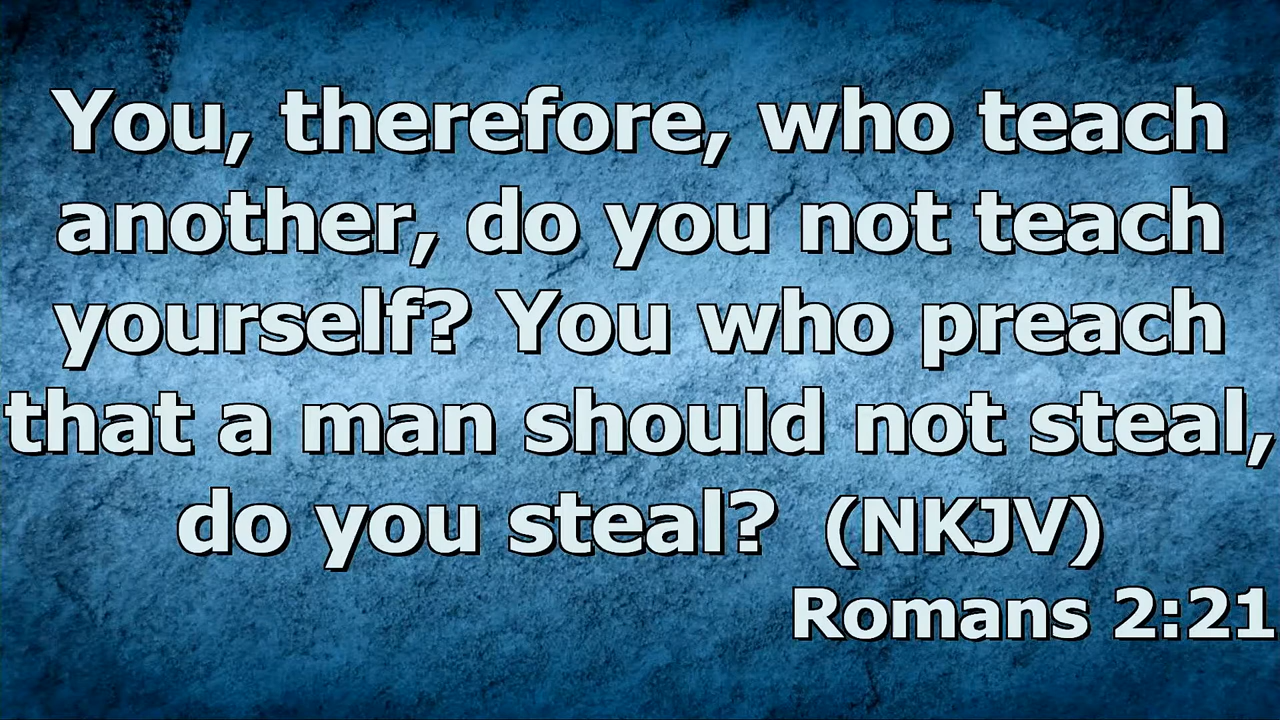 You, therefore, who teach
another, do you not teach
yourself? You who preach
that a man should not steal,
do you steal? (NKJV)
Romans 2:21